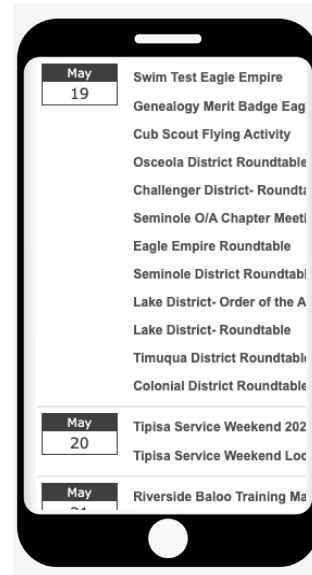 May
19
Swim Test Eagle Empire
Genealogy Merit Badge Eag
Cub Scout Flying Activity
Osceola District Roundtable
Challenger District- Roundta
Seminole O/A Chapter Meeti
Eagle Empire Roundtable
Seminole District Roundtabl
Lake District- Order of the A
Lake District- Roundtable
Timuqua District Roundtable
Colonial District Roundtable
May
20
Tipisa Service Weekend 202
Tipisa Service Weekend Lod
May
Riverside Baloo Training Ma